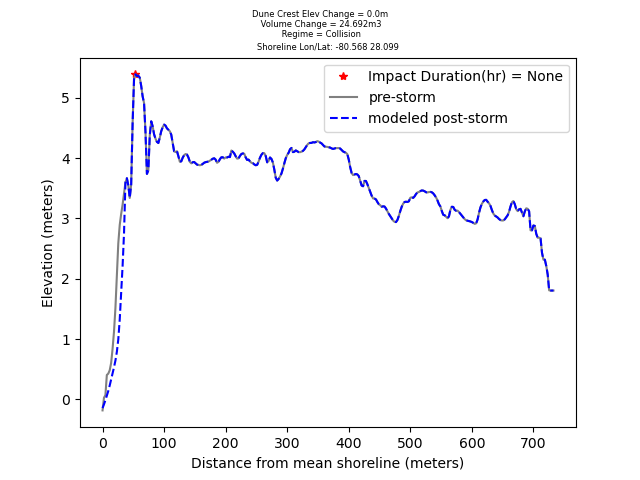 Dune Crest Elev Change = 0.0m
Volume Change = 24.692m3
Regime = Collision
Shoreline Lon/Lat: -80.568 28.099
Impact Duration(hr) = None
pre-storm
modeled post-storm
Elevation (meters)
5
4
3
2
1
0
0 100 200 300 400 500 600 700
Distance from mean shoreline (meters)